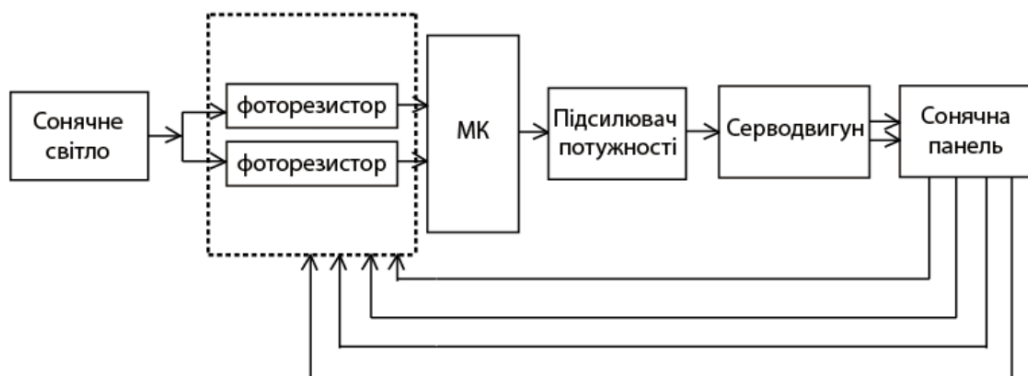 Сонячне
світло
фоторезистор
фоторезистор
МК
Підсилювач
потужності
Серводвигун
Сонячна
панель